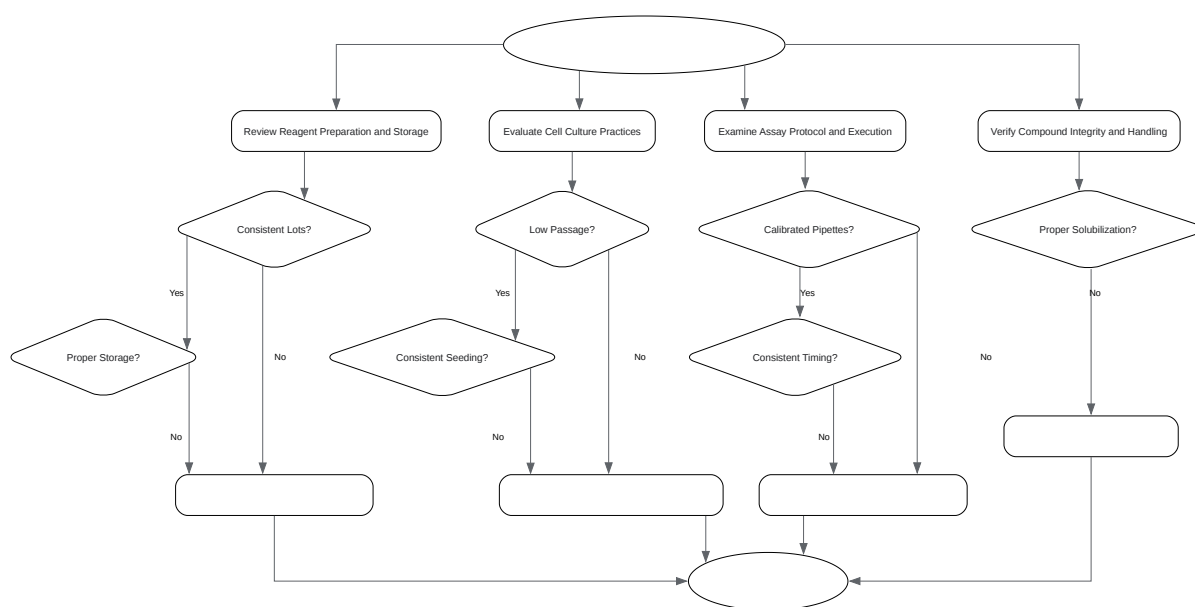 Review Reagent Preparation and Storage
Evaluate Cell Culture Practices
Examine Assay Protocol and Execution
Verify Compound Integrity and Handling
Consistent Lots?
Low Passage?
Calibrated Pipettes?
Proper Solubilization?
Yes
Yes
Yes
No
Proper Storage?
No
Consistent Seeding?
No
Consistent Timing?
No
No
No
No